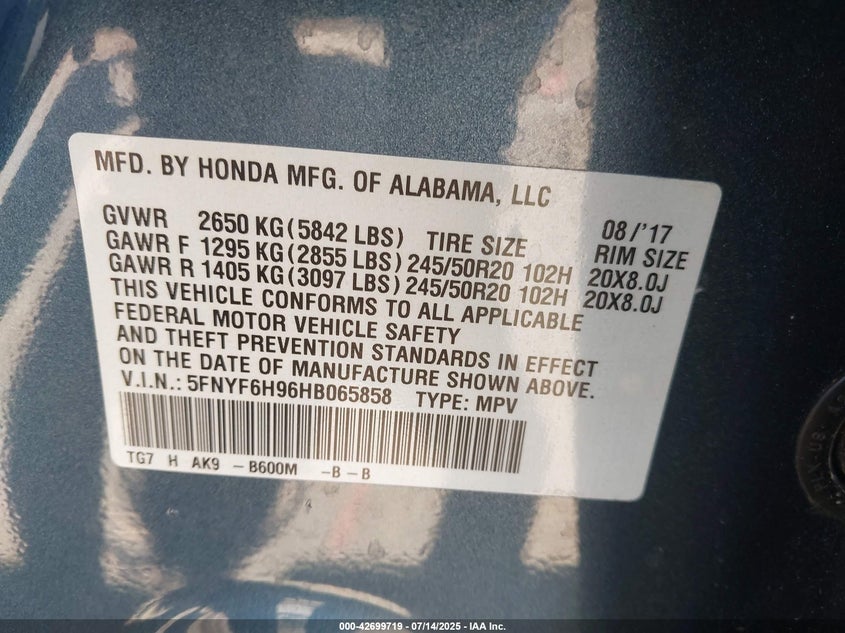 MFD. BY HONDA MFG. OF ALABAMA, LLC
08/'17
GVWR 2650 KG(5842 LBS) TIRE SIZE RIM SIZE
GAWR F 1295 KG(2855 LBS) 245/50R20 102H 20X8.0J
GAWR R 1405 KG(3097 LBS) 245/50R20 102H 20X8.0J
THIS VEHICLE CONFORMS TO ALL APPLICABLE
FEDERAL MOTOR VEHICLE SAFETY
AND THEFT PREVENTION STANDARDS IN EFFECT
ON THE DATE OF MANUFACTURE SHOWN ABOVE.
V.I.N.: 5FNYF6H96HB065858 TYPE: MPV
TG7 H AK9 – B600M –B – B
000-42699719 - 07/14/2025 - IAA Inc.